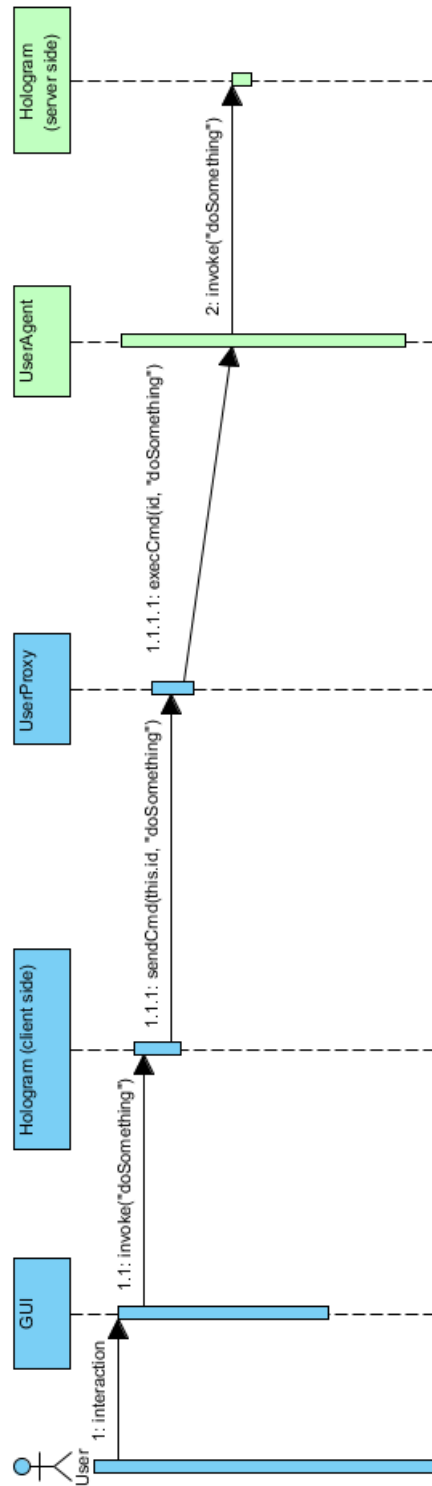 User
GUI
Hologram (client side)
UserProxy
UserAgent
Hologram
(server side)
1: interaction
1.1: invoke("doSomething")
1.1.1: sendCmd(this.id, "doSomething")
1.1.1.1: execCmd(id, "doSomething")
2: invoke("doSomething")